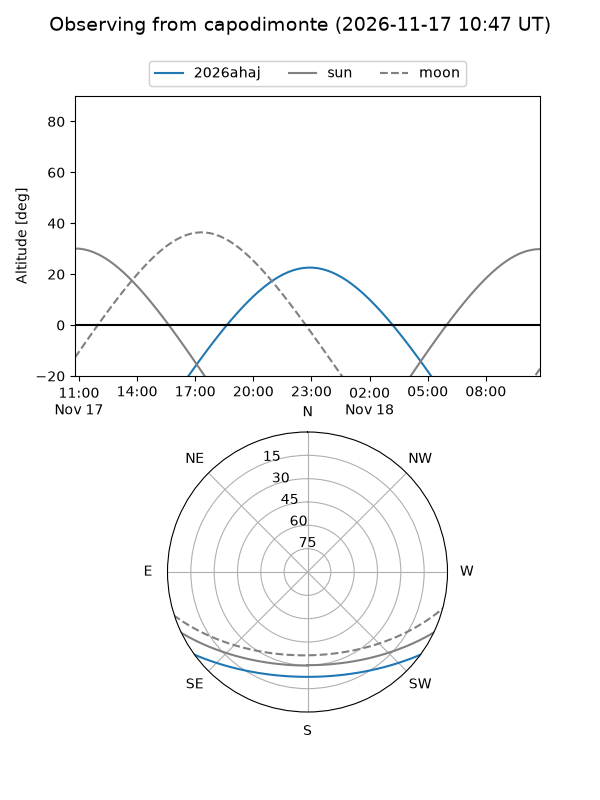 Observing from capodimonte (2026-11-17 10:47 UT)
2026ahaj sun moon
Altitude [deg]
80
60
40
20
0
−20
11:00 14:00 17:00 20:00 23:00 02:00 05:00 08:00
Nov 17 Nov 18
N
NE NW
15
30
45
60
75
E W
SE SW
S